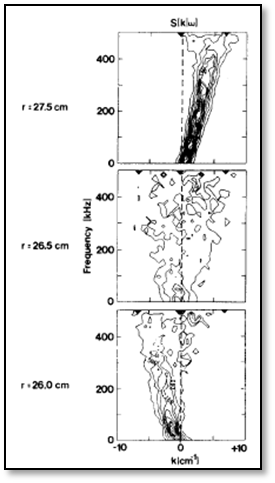 S(k|ω)
400
r = 27.5 cm
200
0
400
r = 26.5 cm
200
Frequency [kHz]
0
400
r = 26.0 cm
200
0
-10 0 +10
k[cm⁻¹]